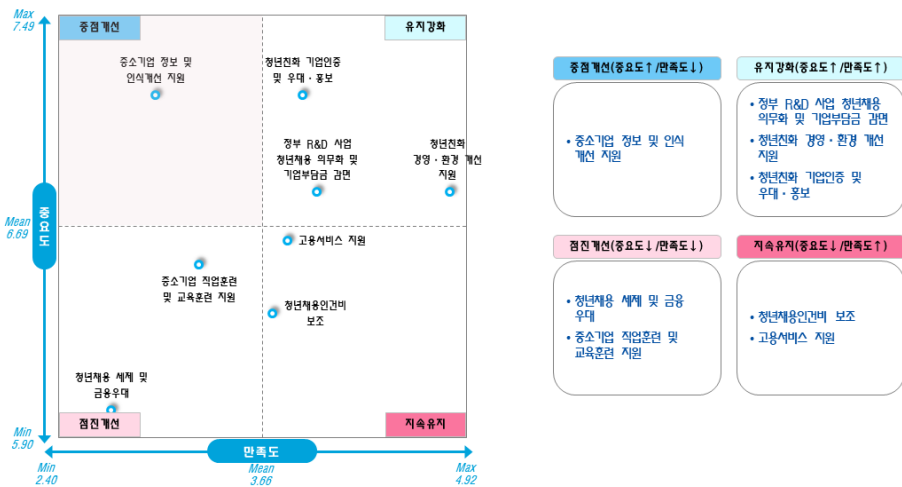 Max
7.49
중점개선
유지강화
중소기업 정보 및
인식개선 지원
청년친화 기업인증
및 우대·홍보
정부 R&D 사업
청년채용 의무화 및
기업부담금 감면
청년친화
경영·환경 개선
지원
중요도
Mean
6.69
고용서비스 지원
중소기업 직업훈련
및 교육훈련 지원
청년채용인건비
보조
청년채용 세제 및
금융우대
점진개선
지속유지
Min
5.90
만족도
Min
2.40
Mean
3.66
Max
4.92
중점개선(중요도↑/만족도↓)
• 중소기업 정보 및 인식
개선 지원
유지강화(중요도↑/만족도↑)
• 정부 R&D 사업 청년채용
의무화 및 기업부담금 감면
• 청년친화 경영·환경 개선
지원
• 청년친화 기업인증 및
우대·홍보
점진개선(중요도↓/만족도↓)
• 청년채용 세제 및 금융
우대
• 중소기업 직업훈련 및
교육훈련 지원
지속유지(중요도↓/만족도↑)
• 청년채용인건비 보조
• 고용서비스 지원